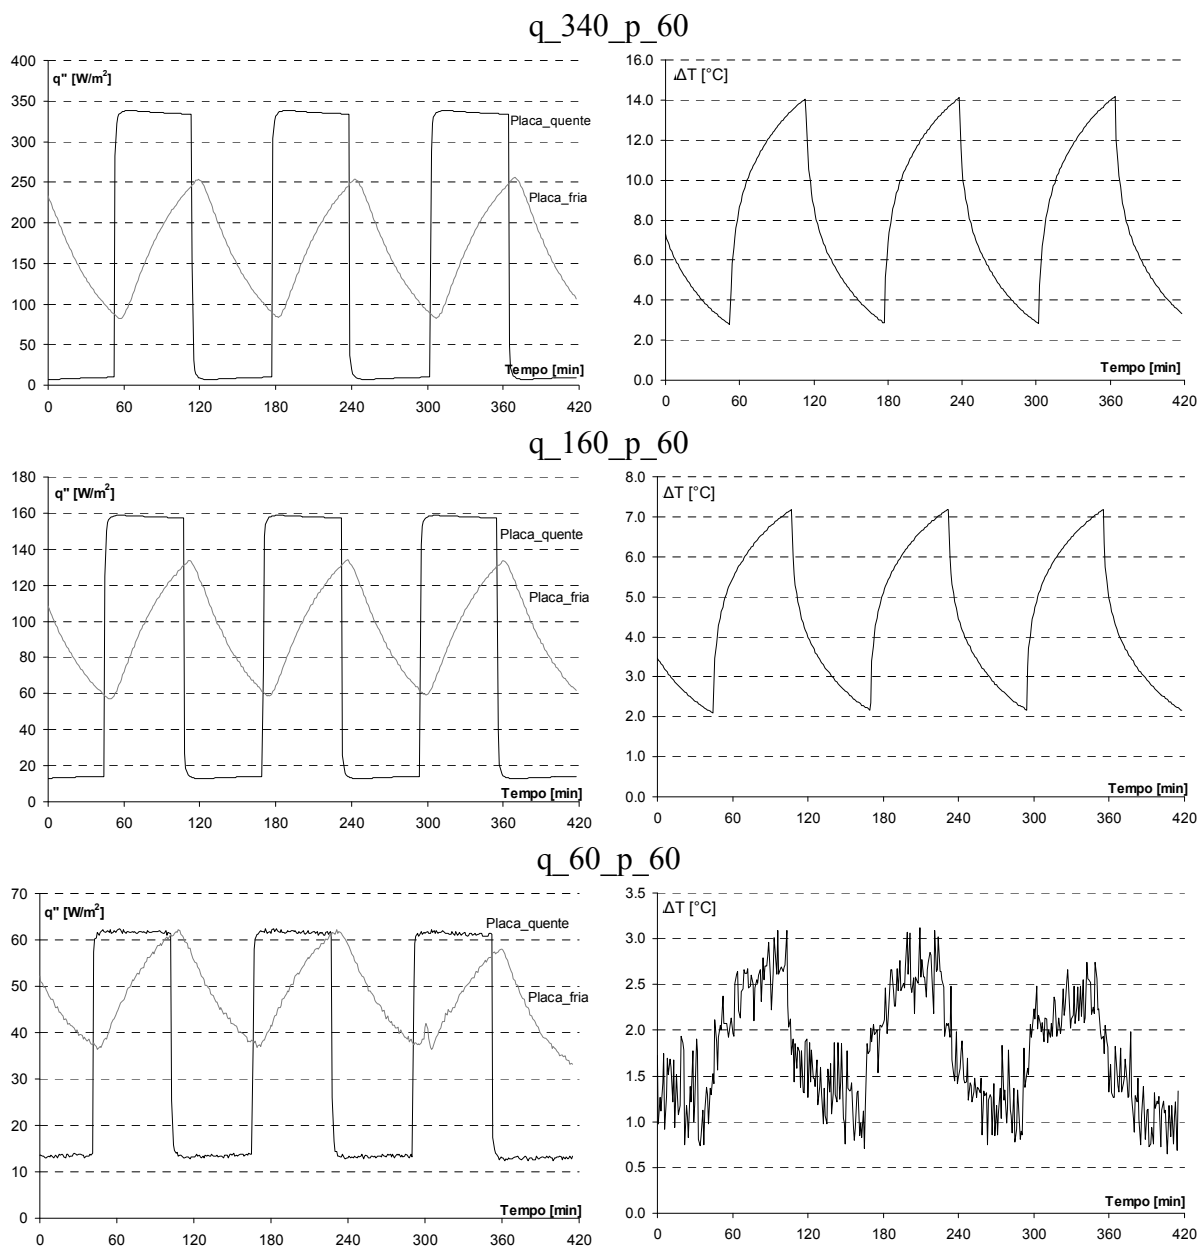 q_340_p_60
q" [W/m²]
400
350
300
250
200
150
100
50
0
Placa_quente
Placa_fria
Tempo [min]
0 60 120 180 240 300 360 420
ΔT [°C]
16.0
14.0
12.0
10.0
8.0
6.0
4.0
2.0
0.0
Tempo [min]
0 60 120 180 240 300 360 420
q_160_p_60
q" [W/m²]
180
160
140
120
100
80
60
40
20
0
Placa_quente
Placa_fria
Tempo [min]
0 60 120 180 240 300 360 420
ΔT [°C]
8.0
7.0
6.0
5.0
4.0
3.0
2.0
1.0
0.0
Tempo [min]
0 60 120 180 240 300 360 420
q_60_p_60
q" [W/m²]
70
60
50
40
30
20
10
0
Placa_quente
Placa_fria
Tempo [min]
0 60 120 180 240 300 360 420
ΔT [°C]
3.5
3.0
2.5
2.0
1.5
1.0
0.5
0.0
Tempo [min]
0 60 120 180 240 300 360 420